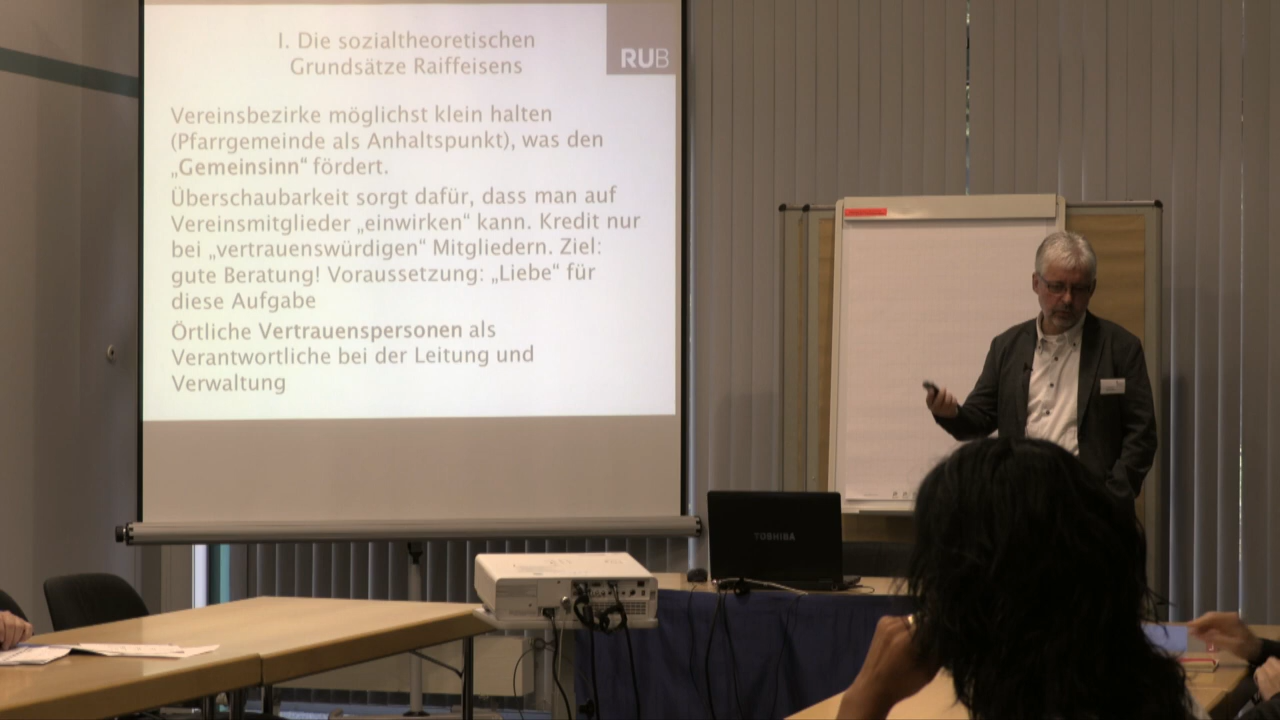 I. Die sozialtheoretischen
Grundsätze Raiffeisens
RUB
Vereinsbezirke möglichst klein halten
(Pfarrgemeinde als Anhaltspunkt), was den
„Gemeinsinn“ fördert.
Überschaubarkeit sorgt dafür, dass man auf
Vereinsmitglieder „einwirken“ kann. Kredit nur
bei „vertrauenswürdigen“ Mitgliedern. Ziel:
gute Beratung! Voraussetzung: „Liebe“ für
diese Aufgabe
Örtliche Vertrauenspersonen als
Verantwortliche bei der Leitung und
Verwaltung
TOSHIBA